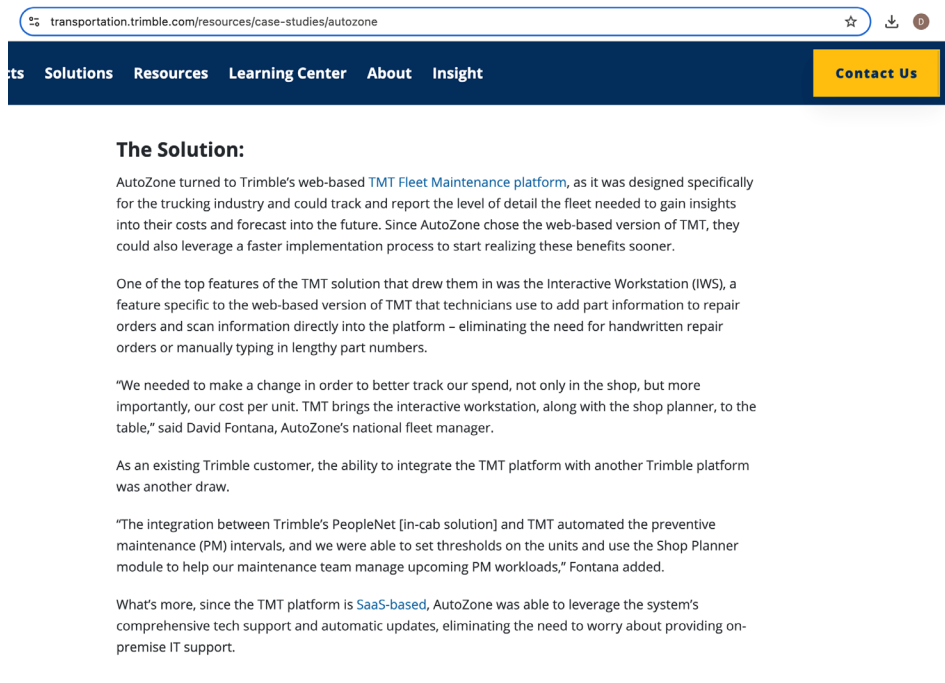 transportation.trimble.com/resources/case-studies/autozone
D
cts Solutions Resources Learning Center About Insight
Contact Us
The Solution:
AutoZone turned to Trimble’s web-based TMT Fleet Maintenance platform, as it was designed specifically
for the trucking industry and could track and report the level of detail the fleet needed to gain insights
into their costs and forecast into the future. Since AutoZone chose the web-based version of TMT, they
could also leverage a faster implementation process to start realizing these benefits sooner.
One of the top features of the TMT solution that drew them in was the Interactive Workstation (IWS), a
feature specific to the web-based version of TMT that technicians use to add part information to repair
orders and scan information directly into the platform – eliminating the need for handwritten repair
orders or manually typing in lengthy part numbers.
“We needed to make a change in order to better track our spend, not only in the shop, but more
importantly, our cost per unit. TMT brings the interactive workstation, along with the shop planner, to the
table,” said David Fontana, AutoZone’s national fleet manager.
As an existing Trimble customer, the ability to integrate the TMT platform with another Trimble platform
was another draw.
“The integration between Trimble’s PeopleNet [in-cab solution] and TMT automated the preventive
maintenance (PM) intervals, and we were able to set thresholds on the units and use the Shop Planner
module to help our maintenance team manage upcoming PM workloads,” Fontana added.
What’s more, since the TMT platform is SaaS-based, AutoZone was able to leverage the system’s
comprehensive tech support and automatic updates, eliminating the need to worry about providing on-
premise IT support.